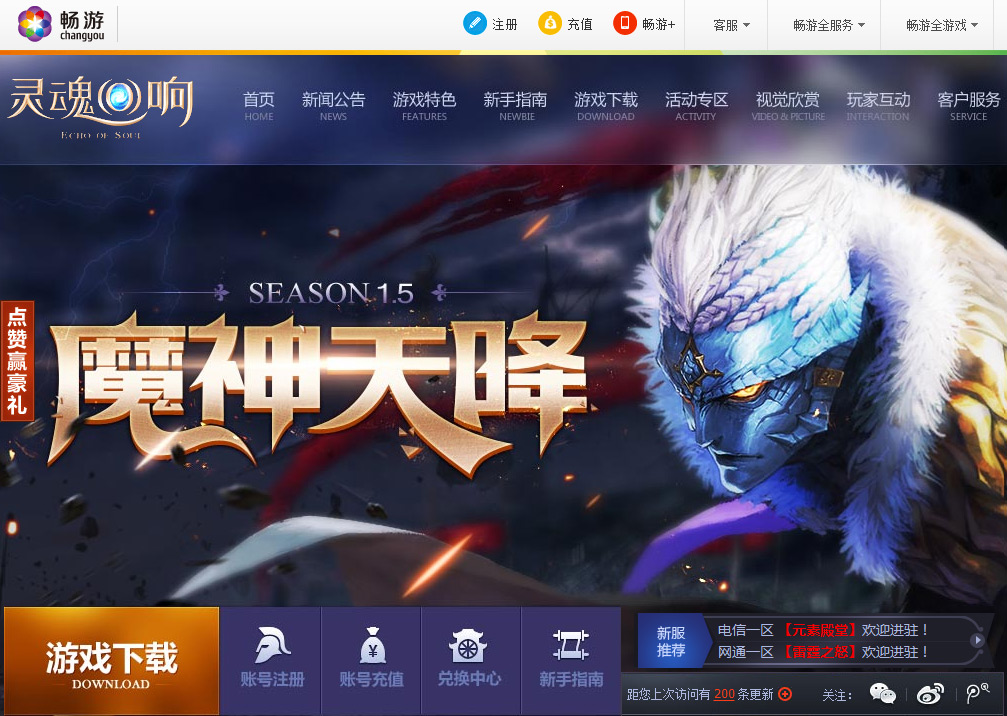 畅游
changyou
注册
充值
畅游+
客服
畅游全服务
畅游全游戏
灵魂回响
ECHO OF SOUL
首页
HOME
新闻公告
NEWS
游戏特色
FEATURES
新手指南
NEWBIE
游戏下载
DOWNLOAD
活动专区
ACTIVITY
视觉欣赏
VIDEO & PICTURE
玩家互动
INTERACTION
客户服务
SERVICE
SEASON 1.5
魔神天降
点赞赢豪礼
游戏下载
DOWNLOAD
账号注册
¥
账号充值
兑换中心
新手指南
新服
推荐
电信一区 【元素殿堂】欢迎进驻！
网通一区 【雷霆之怒】欢迎进驻！
距您上次访问有 200 条更新
关注：